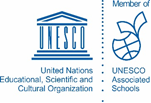 Member of
UNESCO
United Nations
Educational, Scientific and
Cultural Organization
UNESCO
Associated
Schools